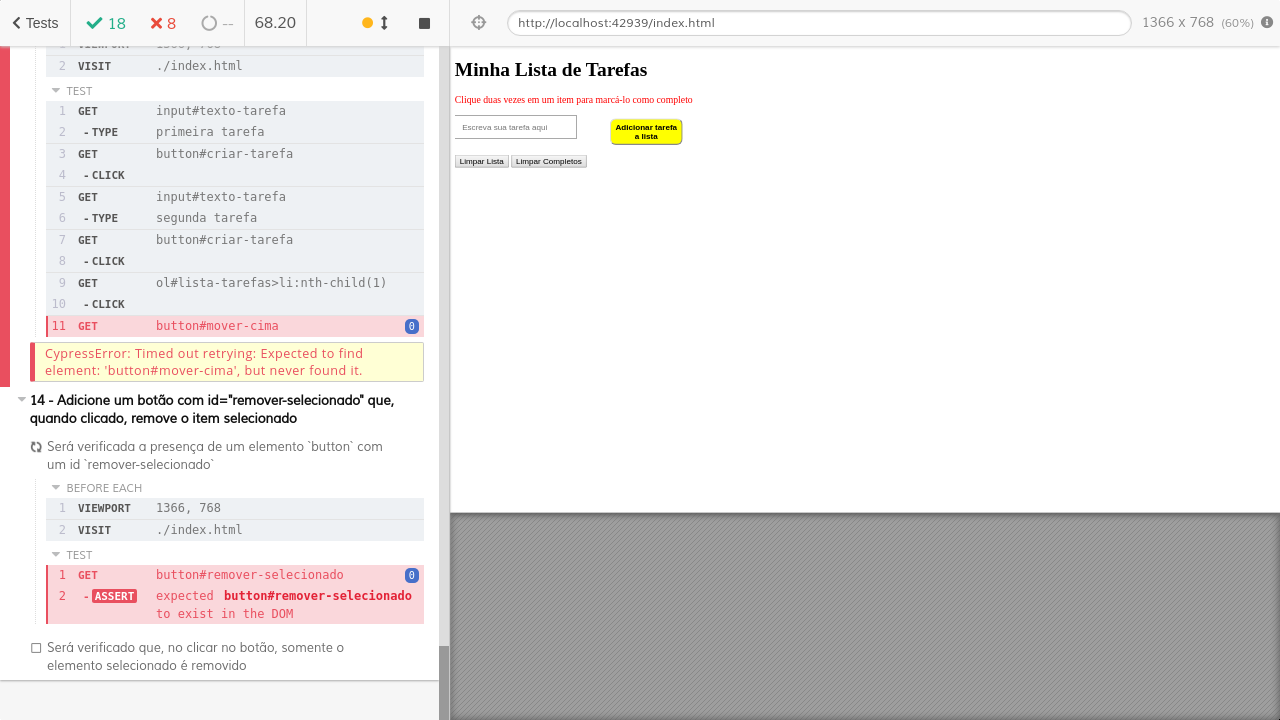 Tests
18
8
--
68.20
http://localhost:42939/index.html
1366 x 768 (60%)
2 VISIT ./index.html
TEST
1 GET input#texto-tarefa
2 - TYPE primeira tarefa
3 GET button#criar-tarefa
4 - CLICK
5 GET input#texto-tarefa
6 - TYPE segunda tarefa
7 GET button#criar-tarefa
8 - CLICK
9 GET ol#lista-tarefas>li:nth-child(1)
10 - CLICK
11 GET button#mover-cima 0
CypressError: Timed out retrying: Expected to find
element: 'button#mover-cima', but never found it.
14 - Adicione um botão com id="remover-selecionado" que,
quando clicado, remove o item selecionado
Será verificada a presença de um elemento `button` com
um id `remover-selecionado`
BEFORE EACH
1 VIEWPORT 1366, 768
2 VISIT ./index.html
TEST
1 GET button#remover-selecionado 0
2 - ASSERT expected button#remover-selecionado
to exist in the DOM
Será verificado que, no clicar no botão, somente o
elemento selecionado é removido
Minha Lista de Tarefas
Clique duas vezes em um item para marcá-lo como completo
Escreva sua tarefa aqui
Adicionar tarefa
a lista
Limpar Lista
Limpar Completos